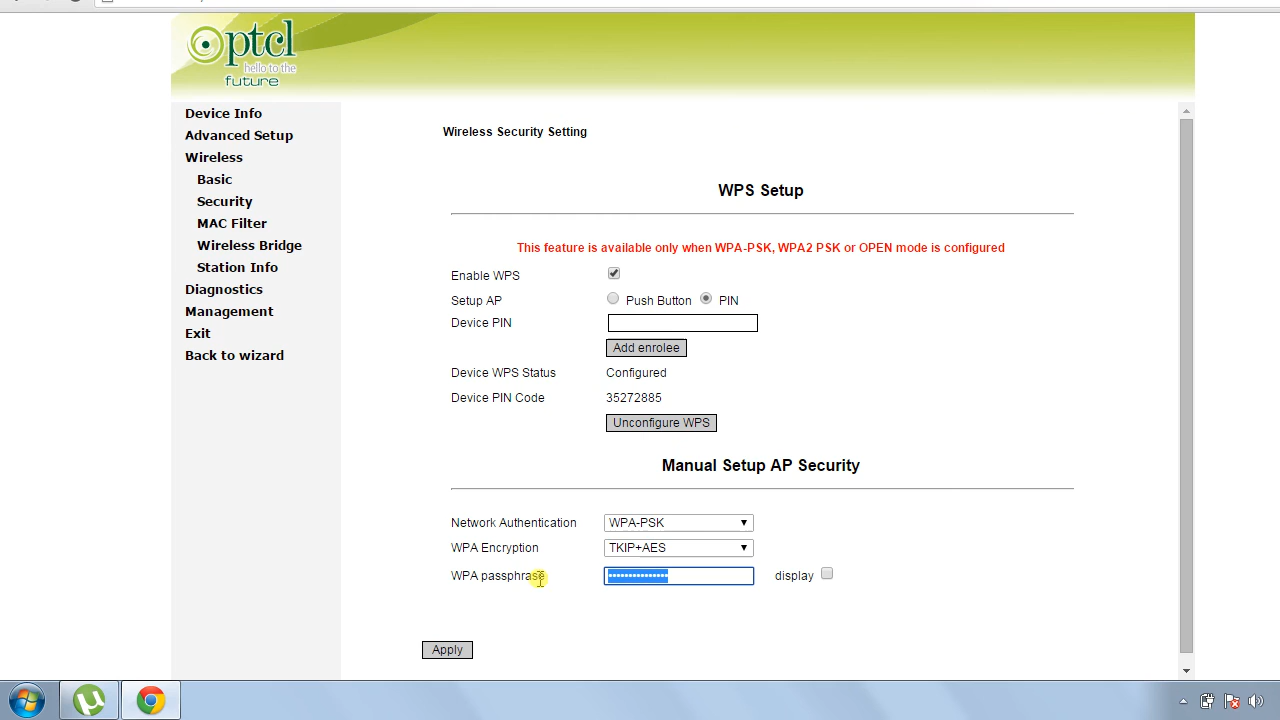 ptcl
hello to the
future
Device Info
Advanced Setup
Wireless
Basic
Security
MAC Filter
Wireless Bridge
Station Info
Diagnostics
Management
Exit
Back to wizard
Wireless Security Setting
WPS Setup
This feature is available only when WPA-PSK, WPA2 PSK or OPEN mode is configured
Enable WPS
Setup AP Push Button PIN
Device PIN
Add enrolee
Device WPS Status Configured
Device PIN Code 35272885
Unconfigure WPS
Manual Setup AP Security
Network Authentication WPA-PSK
WPA Encryption TKIP+AES
WPA passphrase •••••••••••••••• display
Apply